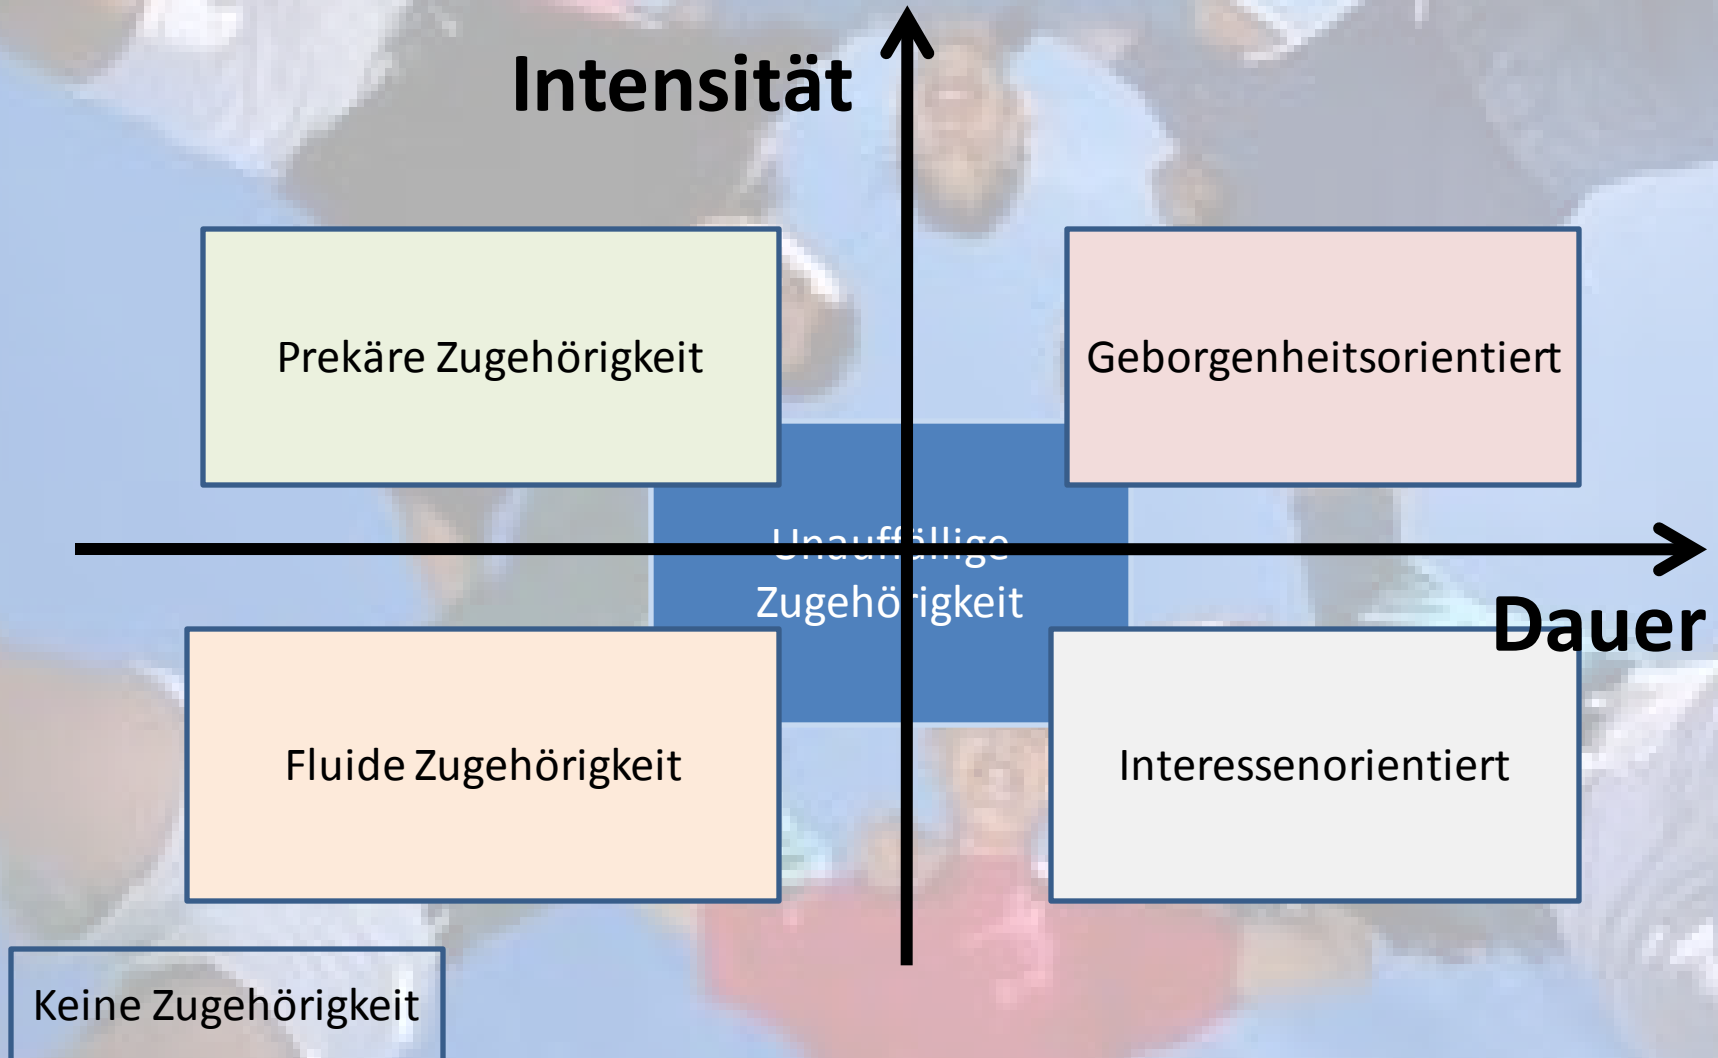 Intensität
Prekäre Zugehörigkeit
Geborgenheitsorientiert
Unauffällige
Zugehörigkeit
Dauer
Fluide Zugehörigkeit
Interessenorientiert
Keine Zugehörigkeit